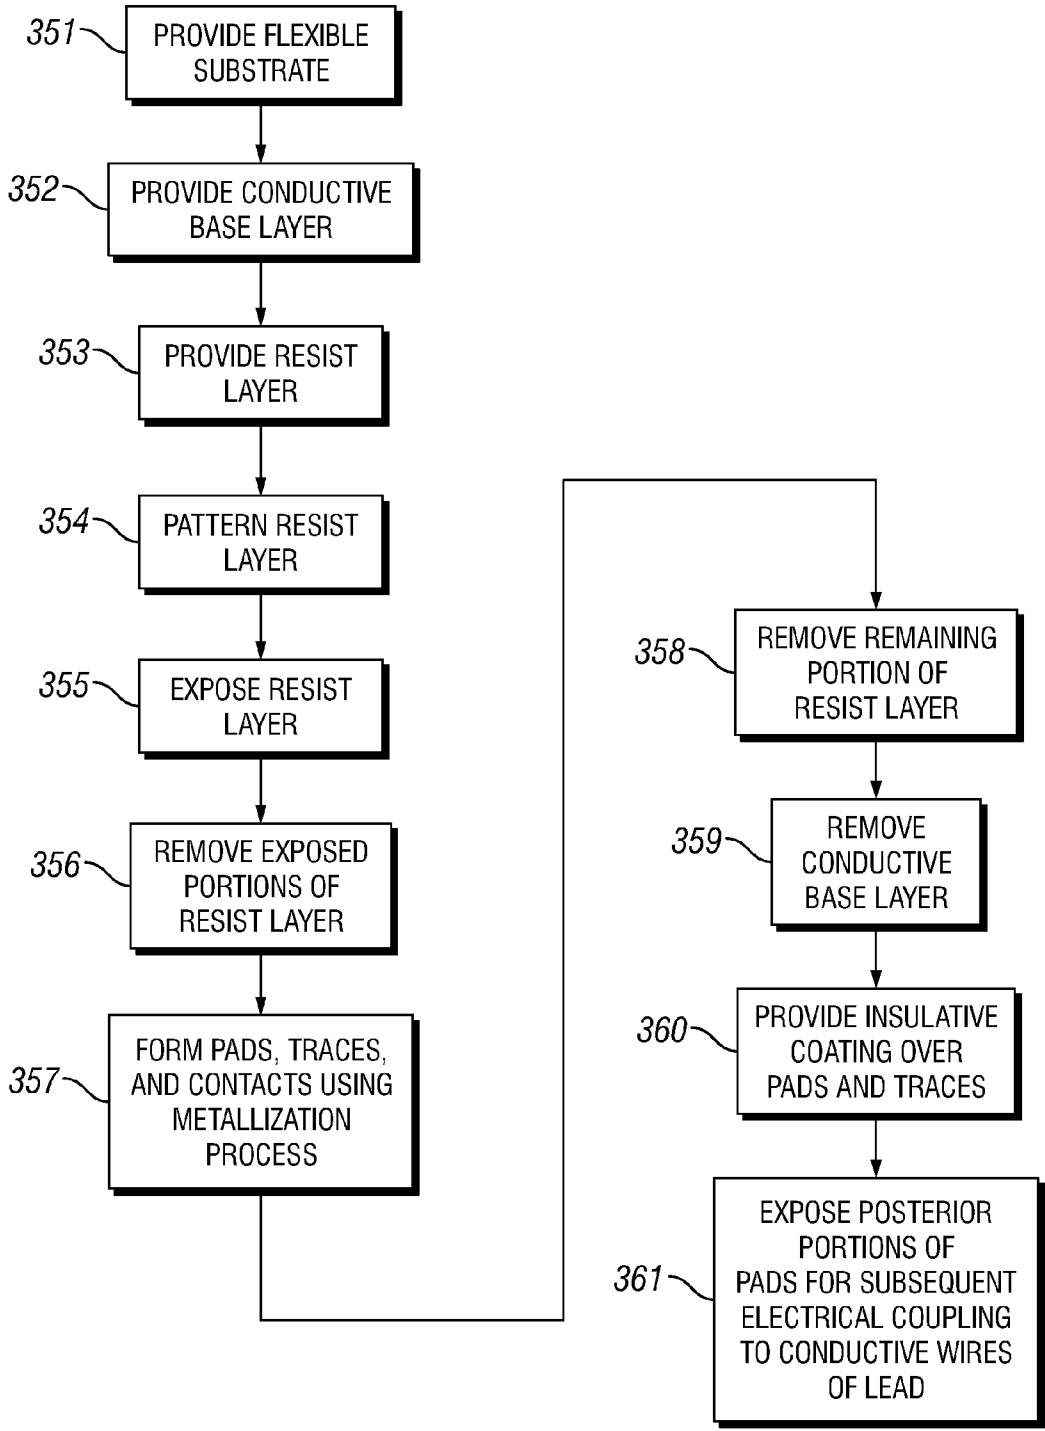 351
PROVIDE FLEXIBLE
SUBSTRATE
352
PROVIDE CONDUCTIVE
BASE LAYER
353
PROVIDE RESIST
LAYER
354
PATTERN RESIST
LAYER
355
EXPOSE RESIST
LAYER
356
REMOVE EXPOSED
PORTIONS OF
RESIST LAYER
357
FORM PADS, TRACES,
AND CONTACTS USING
METALLIZATION
PROCESS
358
REMOVE REMAINING
PORTION OF
RESIST LAYER
359
REMOVE
CONDUCTIVE
BASE LAYER
360
PROVIDE INSULATIVE
COATING OVER
PADS AND TRACES
361
EXPOSE POSTERIOR
PORTIONS OF
PADS FOR SUBSEQUENT
ELECTRICAL COUPLING
TO CONDUCTIVE WIRES
OF LEAD